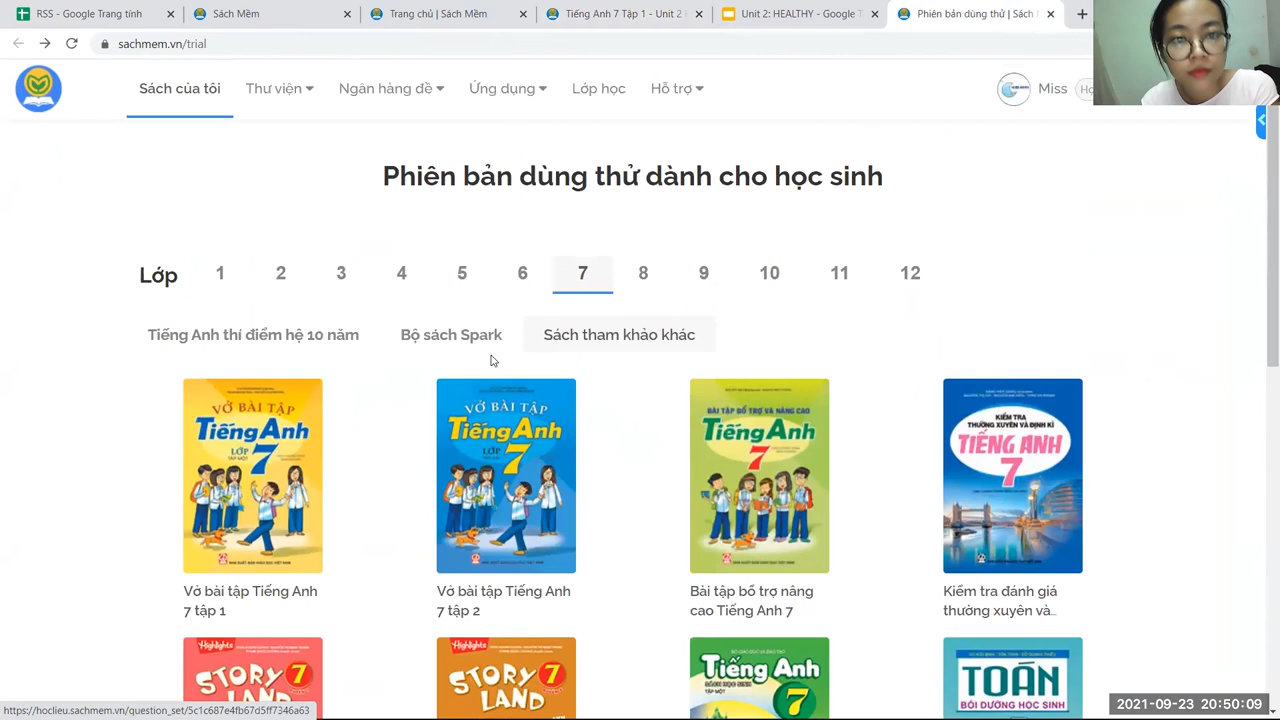 RSS - Google Trang tính
Sách Mềm
Trang chủ | Sách Mềm
Tiếng Anh 7 Tập 1 - Unit 2
Unit 2: HEALTHY - Google T
Phiên bản dùng thử | Sách
sachmem.vn/trial
Sách của tôi
Thư viện
Ngân hàng đề
Ứng dụng
Lớp học
Hỗ trợ
Miss
Phiên bản dùng thử dành cho học sinh
Lớp 1 2 3 4 5 6 7 8 9 10 11 12
Tiếng Anh thí điểm hệ 10 năm
Bộ sách Spark
Sách tham khảo khác
VỞ BÀI TẬP
Tiếng Anh
LỚP 7
TẬP MỘT
VỞ BÀI TẬP
Tiếng Anh
LỚP 7
BÀI TẬP BỔ TRỢ VÀ NÂNG CAO
Tiếng Anh
7
KIỂM TRA
THƯỜNG XUYÊN VÀ ĐỊNH KÌ
TIẾNG ANH
7
Vở bài tập Tiếng Anh
7 tập 1
Vở bài tập Tiếng Anh
7 tập 2
Bài tập bổ trợ nâng
cao Tiếng Anh 7
Kiểm tra đánh giá
thường xuyên và...
Highlights
STORY 7
LAND
Highlights
STORY 7
LAND
Tiếng Anh
SÁCH HỌC SINH 7
TẬP MỘT
TOÁN
BỒI DƯỠNG HỌC SINH
https://hoclieu.sachmem.vn/question_set/5c1c687e4fb67d5ff7346a63
2021-09-23 20:50:09